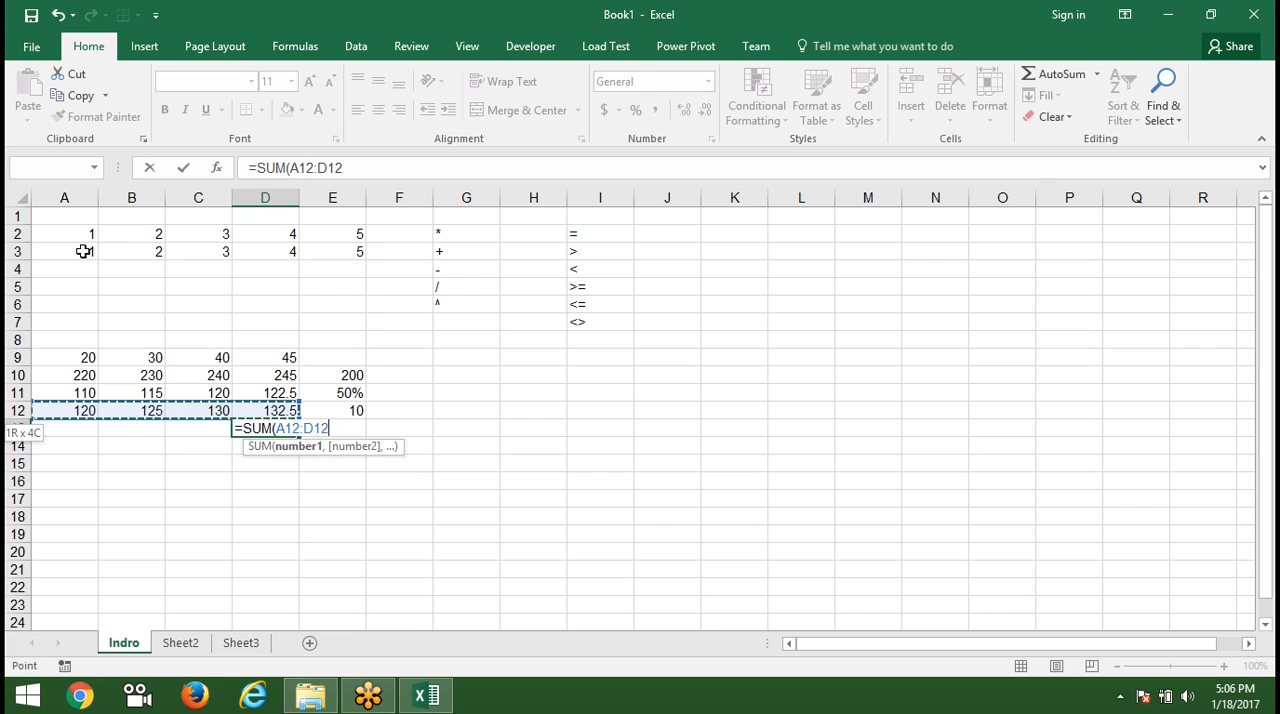 Book1 - Excel
Sign in
File Home Insert Page Layout Formulas Data Review View Developer Load Test Power Pivot Team Tell me what you want to do Share
Paste
Cut
Copy
Format Painter
Clipboard
11
B I U
Font
Wrap Text
Merge & Center
Alignment
General
$ % ,
Number
Conditional Formatting
Format as Table
Cell Styles
Styles
Insert
Delete
Format
Cells
AutoSum
Fill
Clear
Sort & Filter
Find & Select
Editing
fx =SUM(A12:D12
A B C D E F G H I J K L M N O P Q R
1
2 1 2 3 4 5 * =
3 1 2 3 4 5 + >
4 - <
5 / >=
6 ^ <=
7 <>
8
9 20 30 40 45
10 220 230 240 245 200
11 110 115 120 122.5 50%
12 120 125 130 132.5 10
1R x 4C =SUM(A12:D12
14 SUM(number1, [number2], ...)
15
16
17
18
19
20
21
22
23
24
Indro Sheet2 Sheet3
Point 100%
5:06 PM
1/18/2017